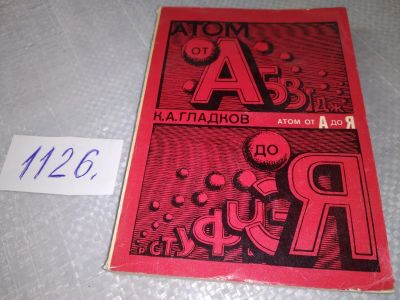 АТОМ
ОТ
А
Б В Г Д Ж
К.А.ГЛАДКОВ
АТОМ ОТ А ДО Я
ДО
Р С Т У Ф Ц Э Я
1126,